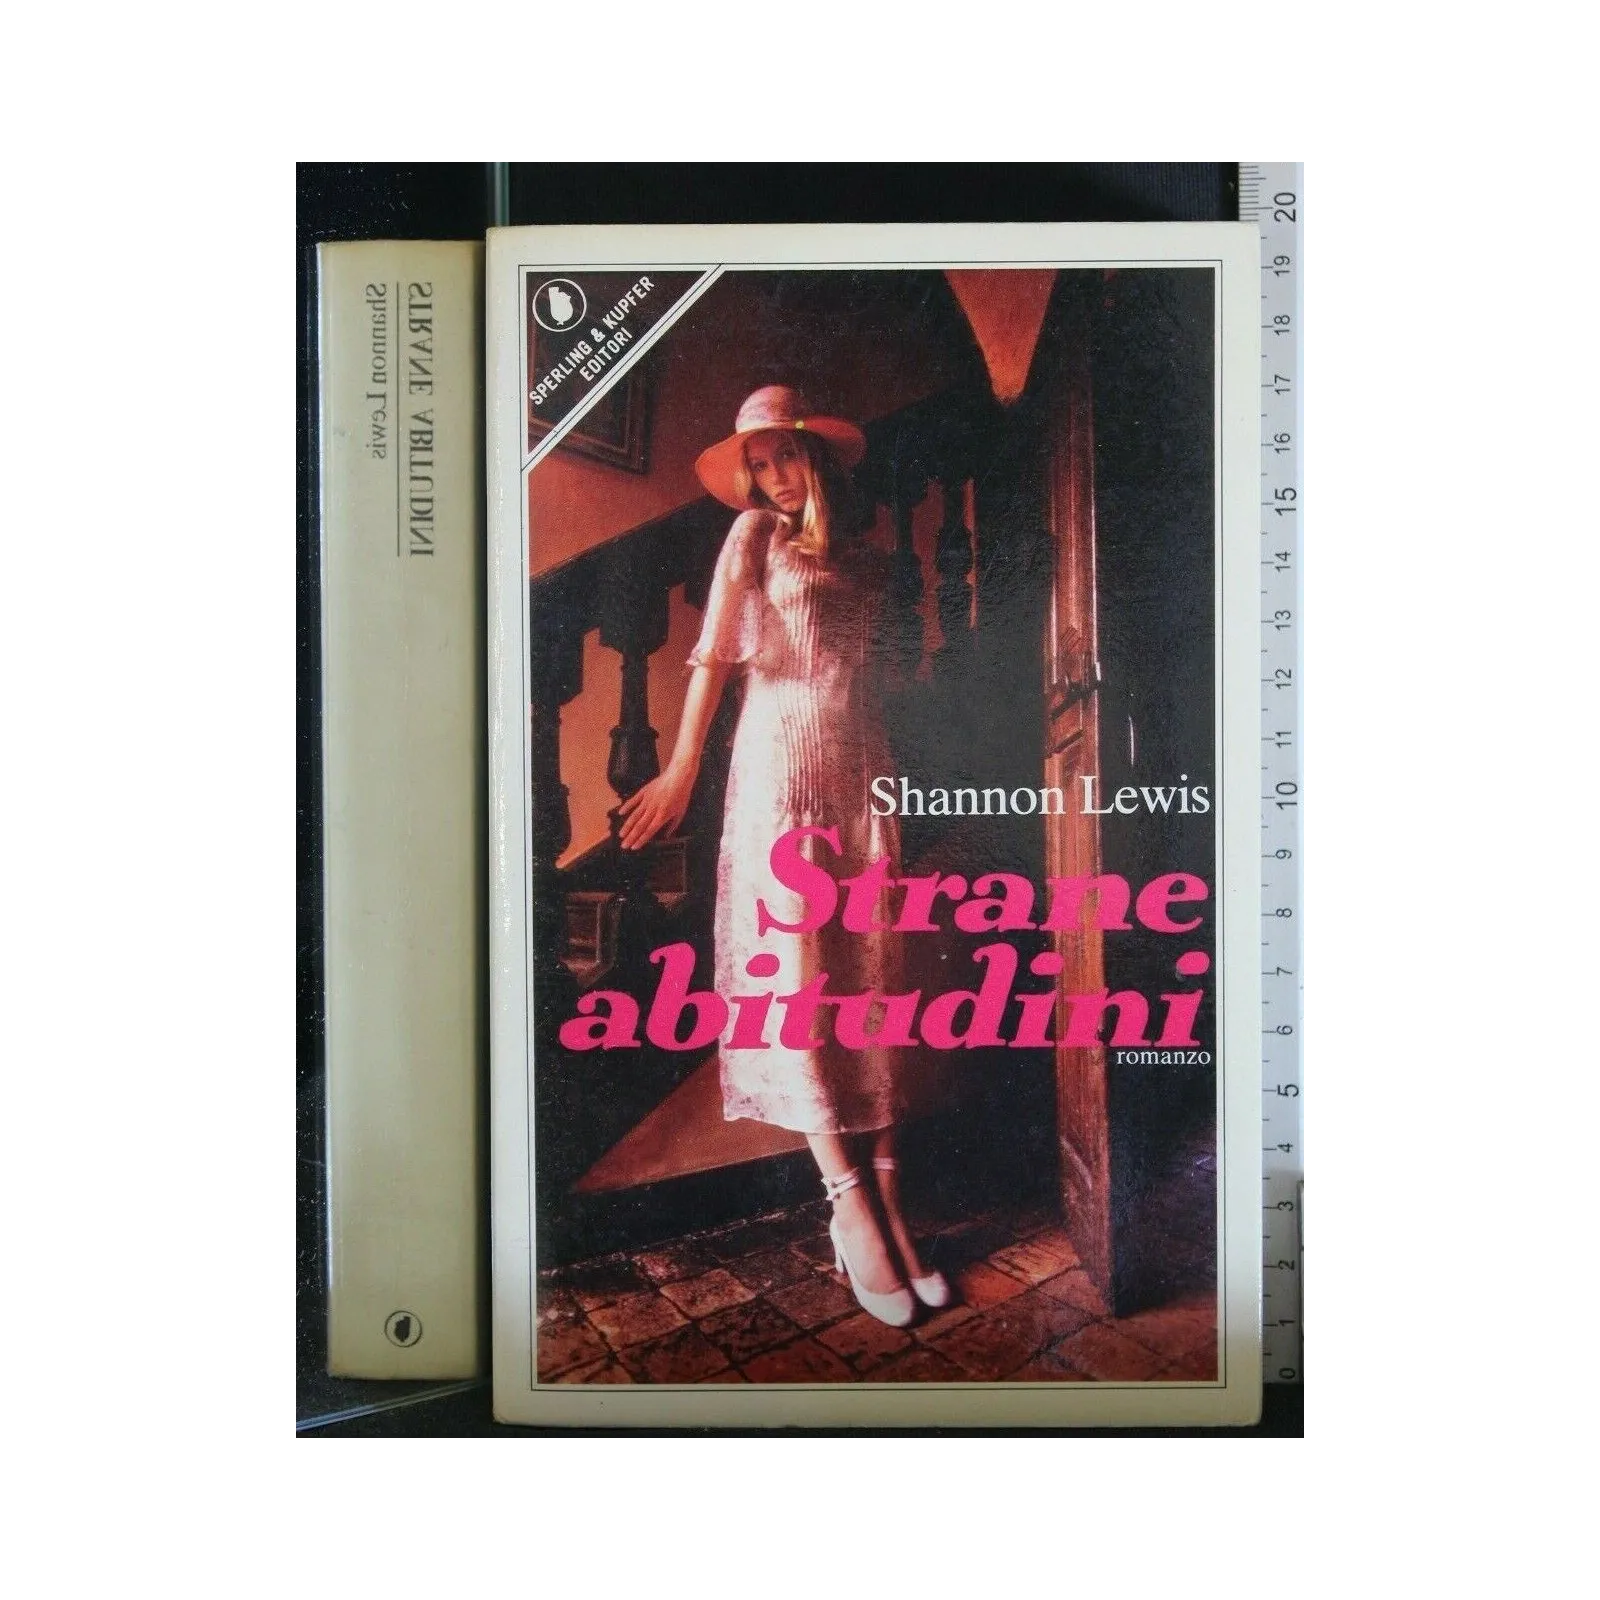 STRANE ABITUDINI
Shannon Lewis
SPERLING & KUPFER
EDITORI
Shannon Lewis
Strane
abitudini
romanzo
20
19
18
17
16
15
14
13
12
11
10
9
8
7
6
5
4
3
2
1
0